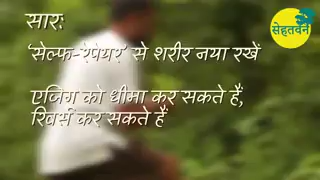 सार:
सेहतवन
'सेल्फ-रेपेयर' से शरीर नया रखें
एजिंग को धीमा कर सकते हैं,
रिवर्स कर सकते हैं